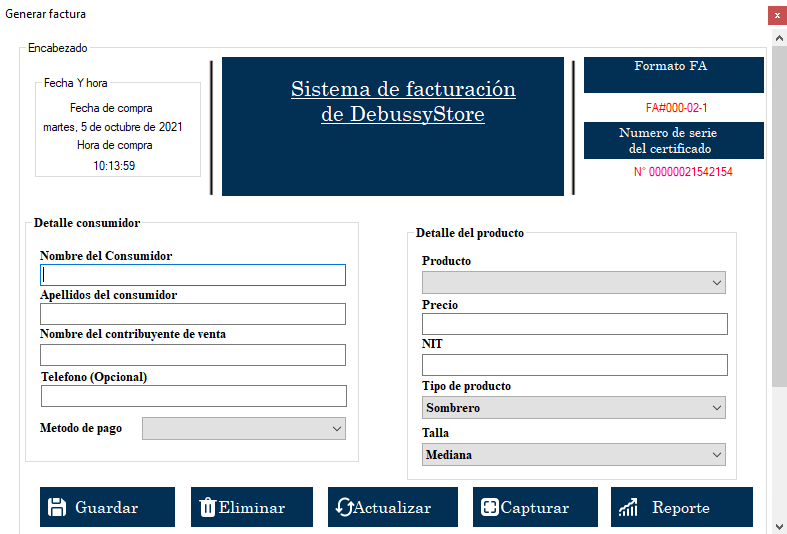 Generar factura
x
Encabezado
Fecha Y hora
Fecha de compra
martes, 5 de octubre de 2021
Hora de compra
10:13:59
Sistema de facturación
de DebussyStore
Formato FA
FA#000-02-1
Numero de serie
del certificado
N° 00000021542154
Detalle consumidor
Nombre del Consumidor
Apellidos del consumidor
Nombre del contribuyente de venta
Telefono (Opcional)
Metodo de pago
Detalle del producto
Producto
Precio
NIT
Tipo de producto
Sombrero
Talla
Mediana
Guardar
Eliminar
Actualizar
Capturar
Reporte